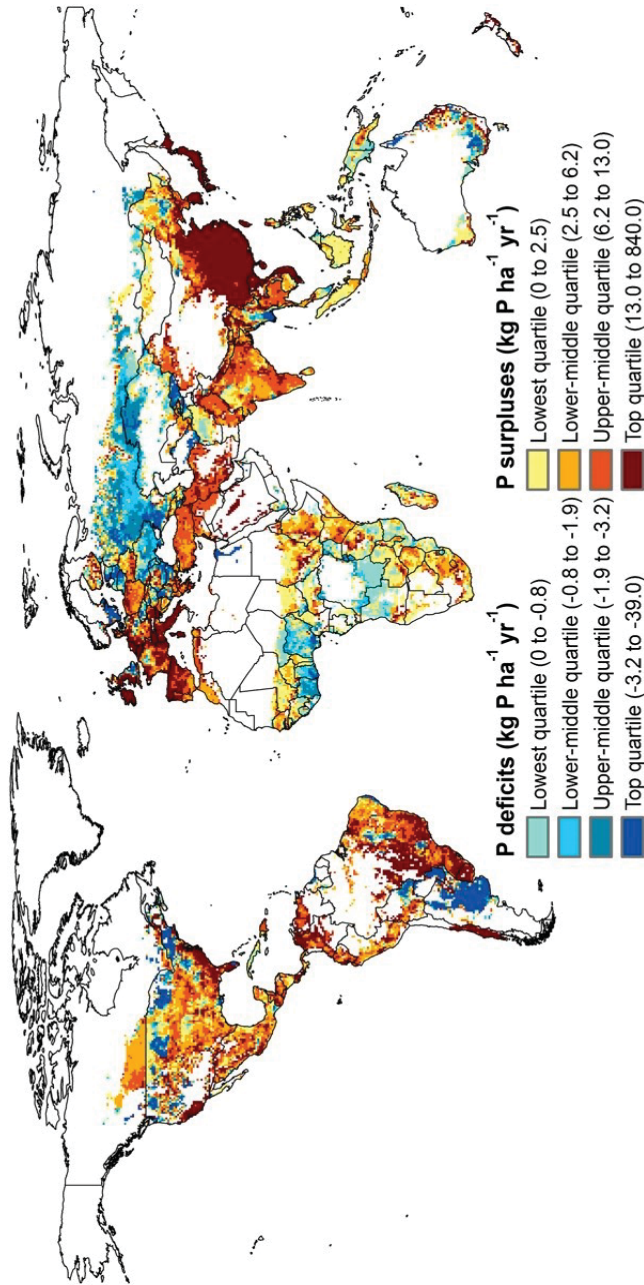 P deficits (kg P ha⁻¹ yr⁻¹)
Lowest quartile (0 to -0.8)
Lower-middle quartile (-0.8 to -1.9)
Upper-middle quartile (-1.9 to -3.2)
Top quartile (-3.2 to -39.0)
P surpluses (kg P ha⁻¹ yr⁻¹)
Lowest quartile (0 to 2.5)
Lower-middle quartile (2.5 to 6.2)
Upper-middle quartile (6.2 to 13.0)
Top quartile (13.0 to 840.0)